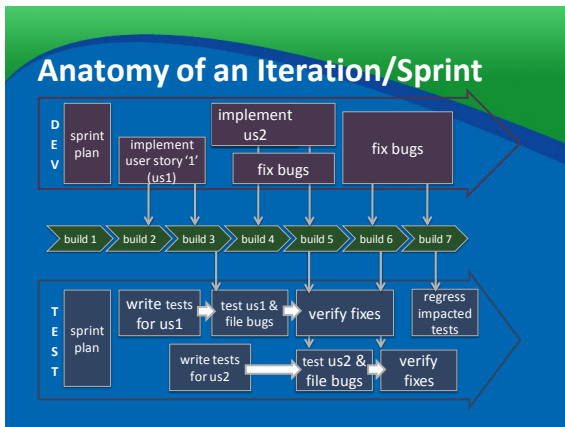 Anatomy of an Iteration/Sprint
D
E
V
sprint
plan
implement
user story ‘1’
(us1)
implement
us2
fix bugs
fix bugs
build 1
build 2
build 3
build 4
build 5
build 6
build 7
T
E
S
T
sprint
plan
write tests
for us1
test us1 &
file bugs
verify fixes
regress
impacted
tests
write tests
for us2
test us2 &
file bugs
verify
fixes